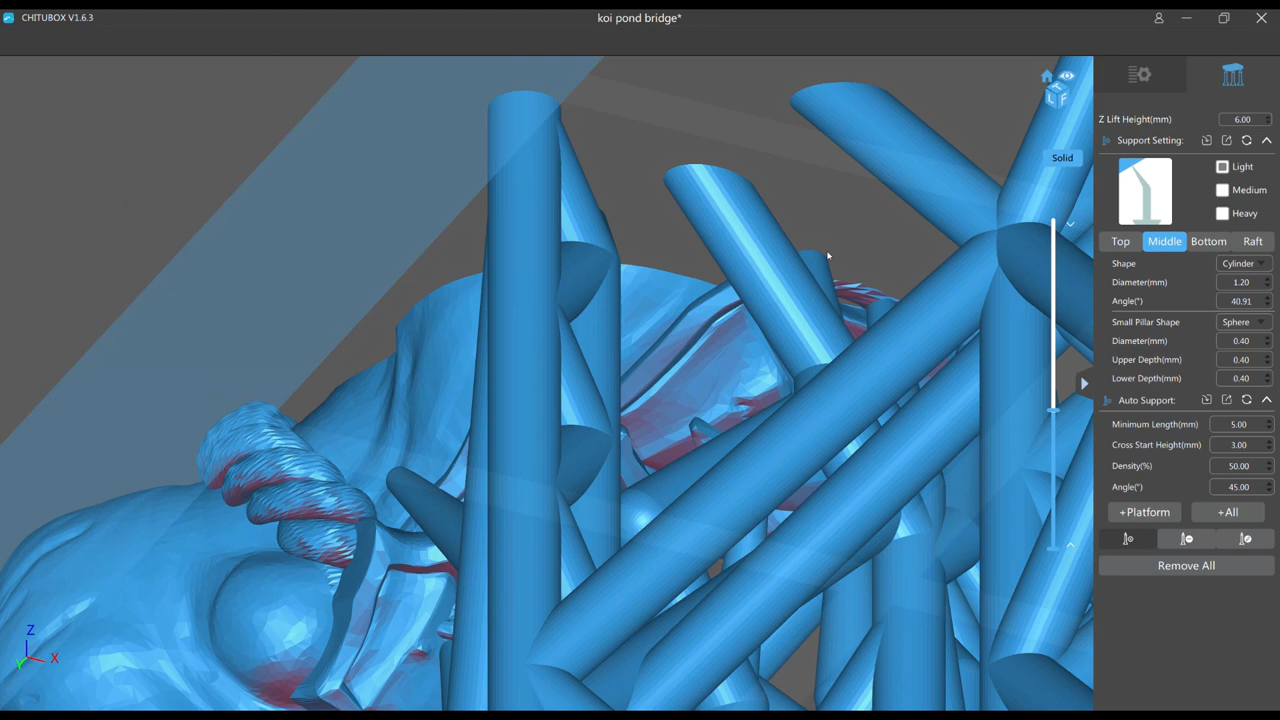 CHITUBOX V1.6.3
koi pond bridge*
L F
Solid
Z
X
Y
Z Lift Height(mm) 6.00
Support Setting:
Light
Medium
Heavy
Top Middle Bottom Raft
Shape Cylinder
Diameter(mm) 1.20
Angle(°) 40.91
Small Pillar Shape Sphere
Diameter(mm) 0.40
Upper Depth(mm) 0.40
Lower Depth(mm) 0.40
Auto Support:
Minimum Length(mm) 5.00
Cross Start Height(mm) 3.00
Density(%) 50.00
Angle(°) 45.00
+Platform +All
Remove All